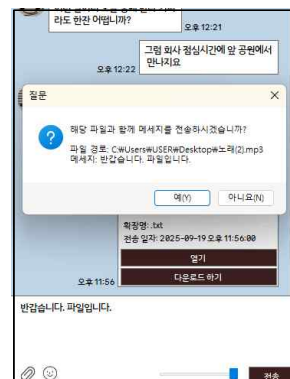 라도 한잔 어떨니까?
오후 12:21
그럼 회사 점심시간에 앞 공원에서
만나지요
오후 12:22
질문
해당 파일과 함께 메세지를 전송하시겠습니까?
파일 경로: C:₩Users₩USER₩Desktop₩노래(2).mp3
메세지: 반갑습니다. 파일입니다.
예(Y)
아니요(N)
확장명: .txt
전송 일자: 2025-09-19 오후 11:56:00
열기
오후 11:56
다운로드 하기
반갑습니다. 파일입니다.
전송